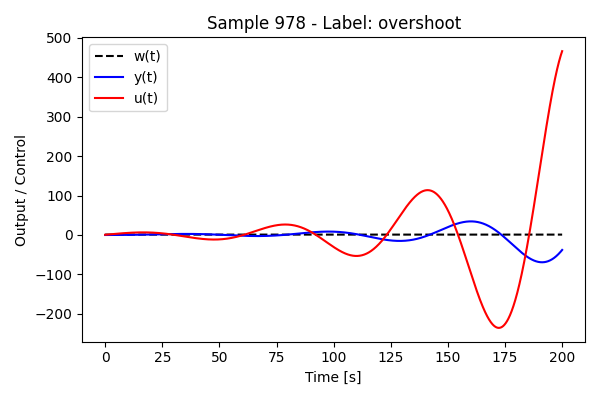 Sample 978 - Label: overshoot
w(t)
y(t)
u(t)
Output / Control
500
400
300
200
100
0
−100
−200
0
25
50
75
100
125
150
175
200
Time [s]